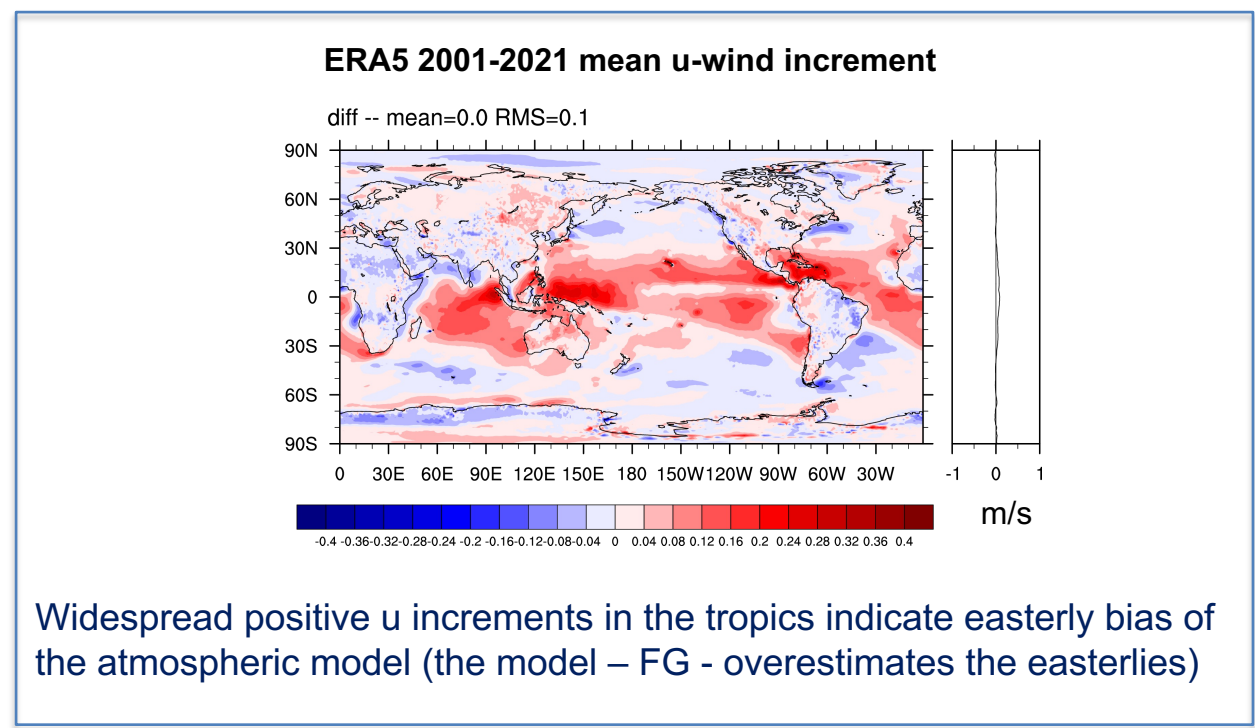 ERA5 2001-2021 mean u-wind increment
diff -- mean=0.0 RMS=0.1
90N
60N
30N
0
30S
60S
90S
0 30E 60E 90E 120E 150E 180 150W 120W 90W 60W 30W
-1 0 1
m/s
-0.4 -0.36 -0.32 -0.28 -0.24 -0.2 -0.16 -0.12 -0.08 -0.04 0 0.04 0.08 0.12 0.16 0.2 0.24 0.28 0.32 0.36 0.4
Widespread positive u increments in the tropics indicate easterly bias of
the atmospheric model (the model – FG - overestimates the easterlies)